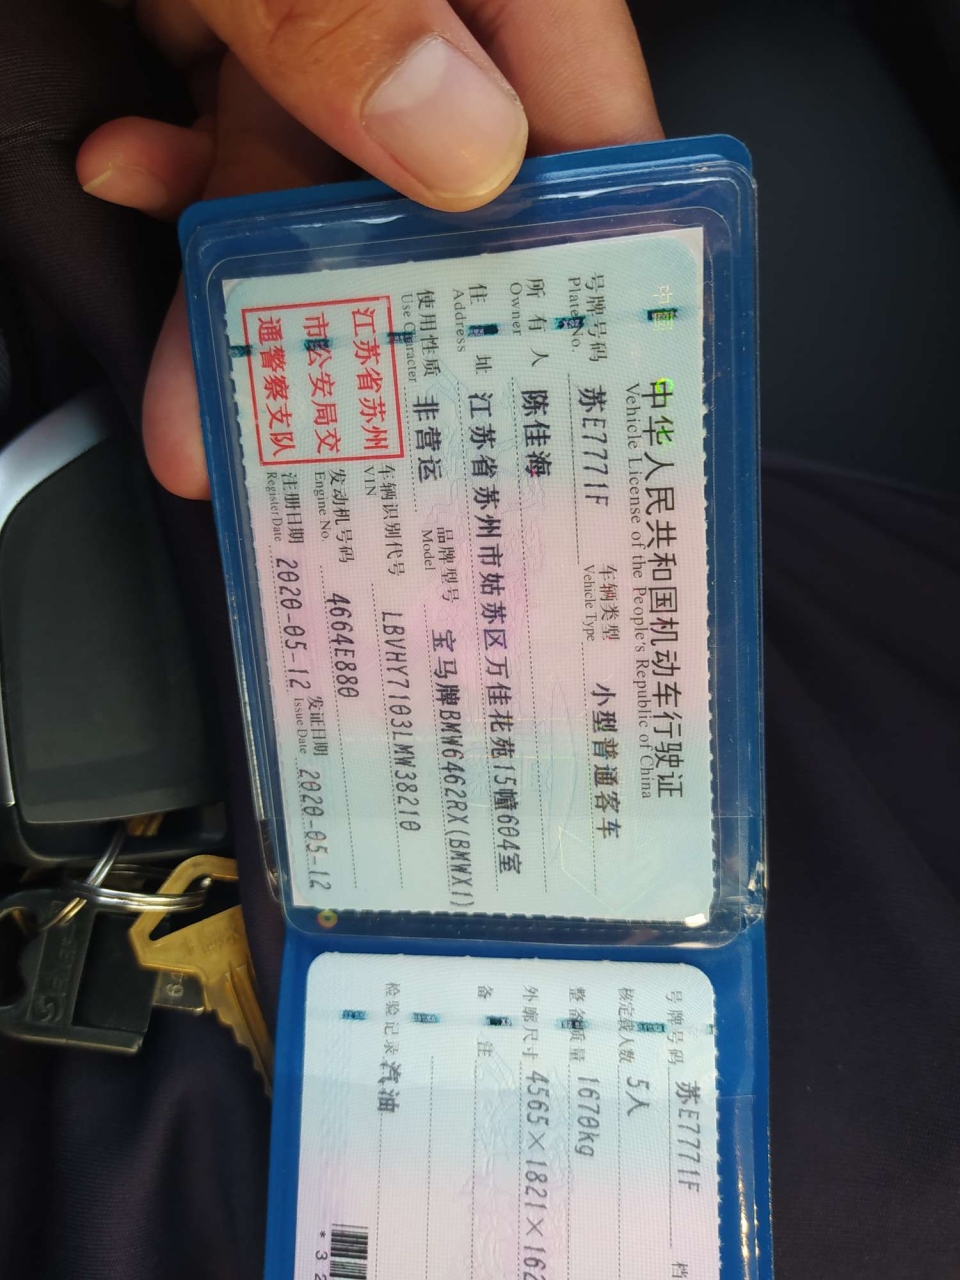 中华人民共和国机动车行驶证
Vehicle License of the People's Republic of China
号牌号码 苏E7771F 车辆类型 小型普通客车
Plate No. Vehicle Type
所有人 陈佳海
Owner
住址 江苏省苏州市姑苏区万佳花苑15幢604室
Address
使用性质 非营运 品牌型号 宝马牌BMW6462RX(BMWX1)
Use Character Model
江苏省苏州
市公安局交
通警察支队
车辆识别代号 LBVHY7103LMW38210
VIN
发动机号码 4664E880
Engine No.
注册日期 2020-05-12 发证日期 2020-05-12
Register Date Issue Date
号牌号码 苏E7771F 档
核定载人数 5人
整备质量 1670kg
外廓尺寸 4565×1821×162
备注
检验记录 汽油
*32